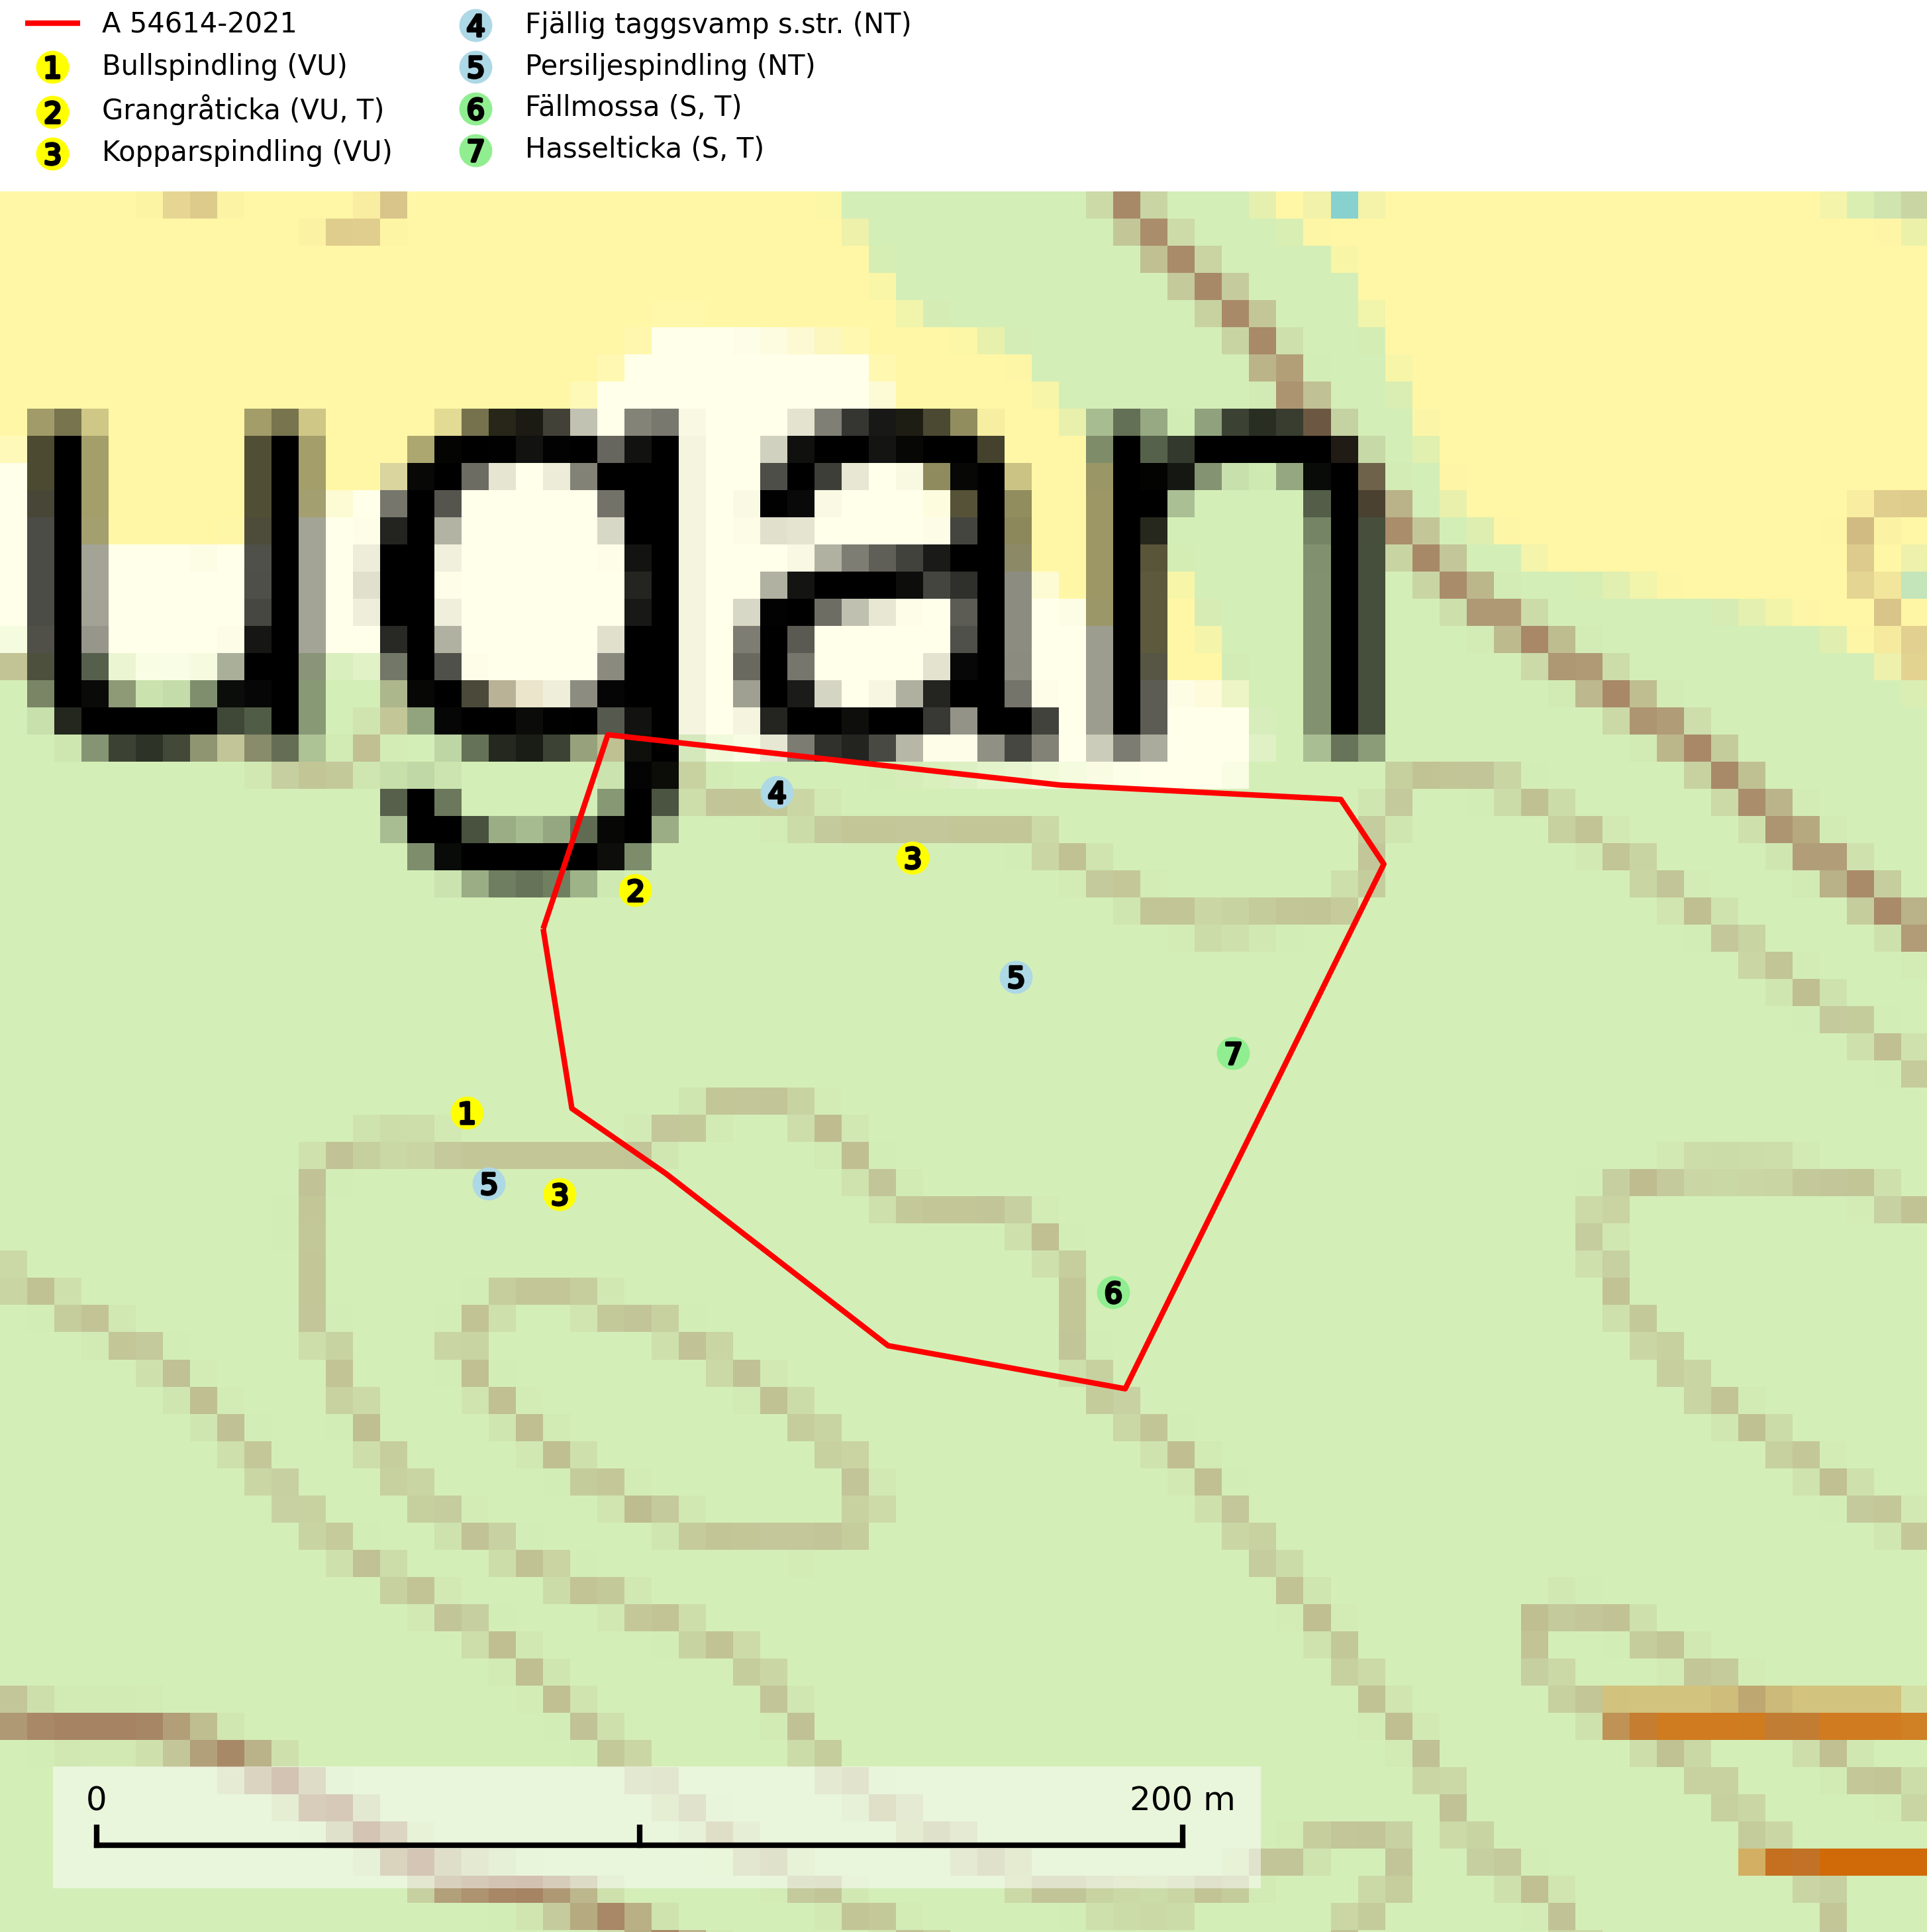 A 54614-2021
1 Bullspindling (VU)
2 Grangråticka (VU, T)
3 Kopparspindling (VU)
4 Fjällig taggsvamp s.str. (NT)
5 Persiljespindling (NT)
6 Fällmossa (S, T)
7 Hasselticka (S, T)
ugan
4
3
2
5
7
1
5 3
6
0 200 m